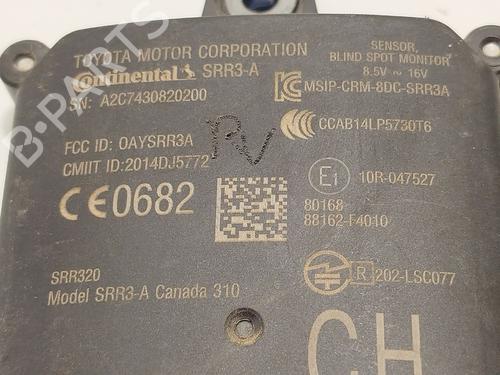 TOYOTA MOTOR CORPORATION
Continental SRR3-A
SN: A2C7430820200
SENSOR,
BLIND SPOT MONITOR
8.5V ~ 16V
MSIP-CRM-8DC-SRR3A
CCAB14LP5730T6
FCC ID: OAYSRR3A
CMIIT ID:2014DJ5772
CE0682
E1 10R-047527
80168
88162-F4010
SRR320
Model SRR3-A Canada 310
R 202-LSC077
CH
B-PARTS